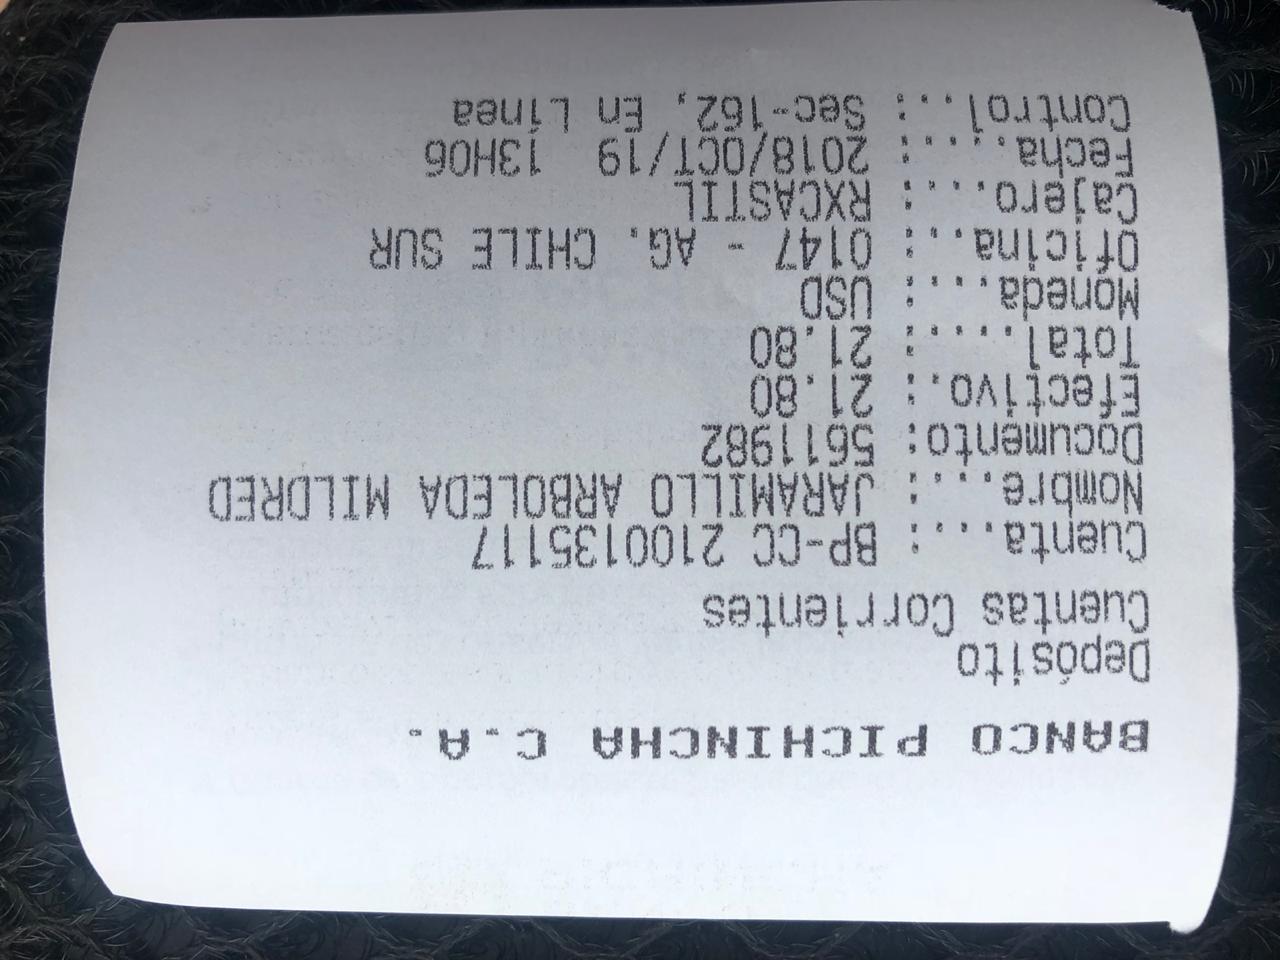 BANCO PICHINCHA C.A.
Depósito
Cuentas Corrientes
Cuenta...: BP-CC 2100135117
Nombre...: JARAMILLO ARBOLEDA MILDRED
Documento: 5611982
Efectivo.: 21.80
Total....: 21.80
Moneda...: USD
Oficina..: 0147 - AG. CHILE SUR
Cajero...: RXCASTIL
Fecha....: 2018/OCT/19 13H06
Control..: Sec-162, En Línea